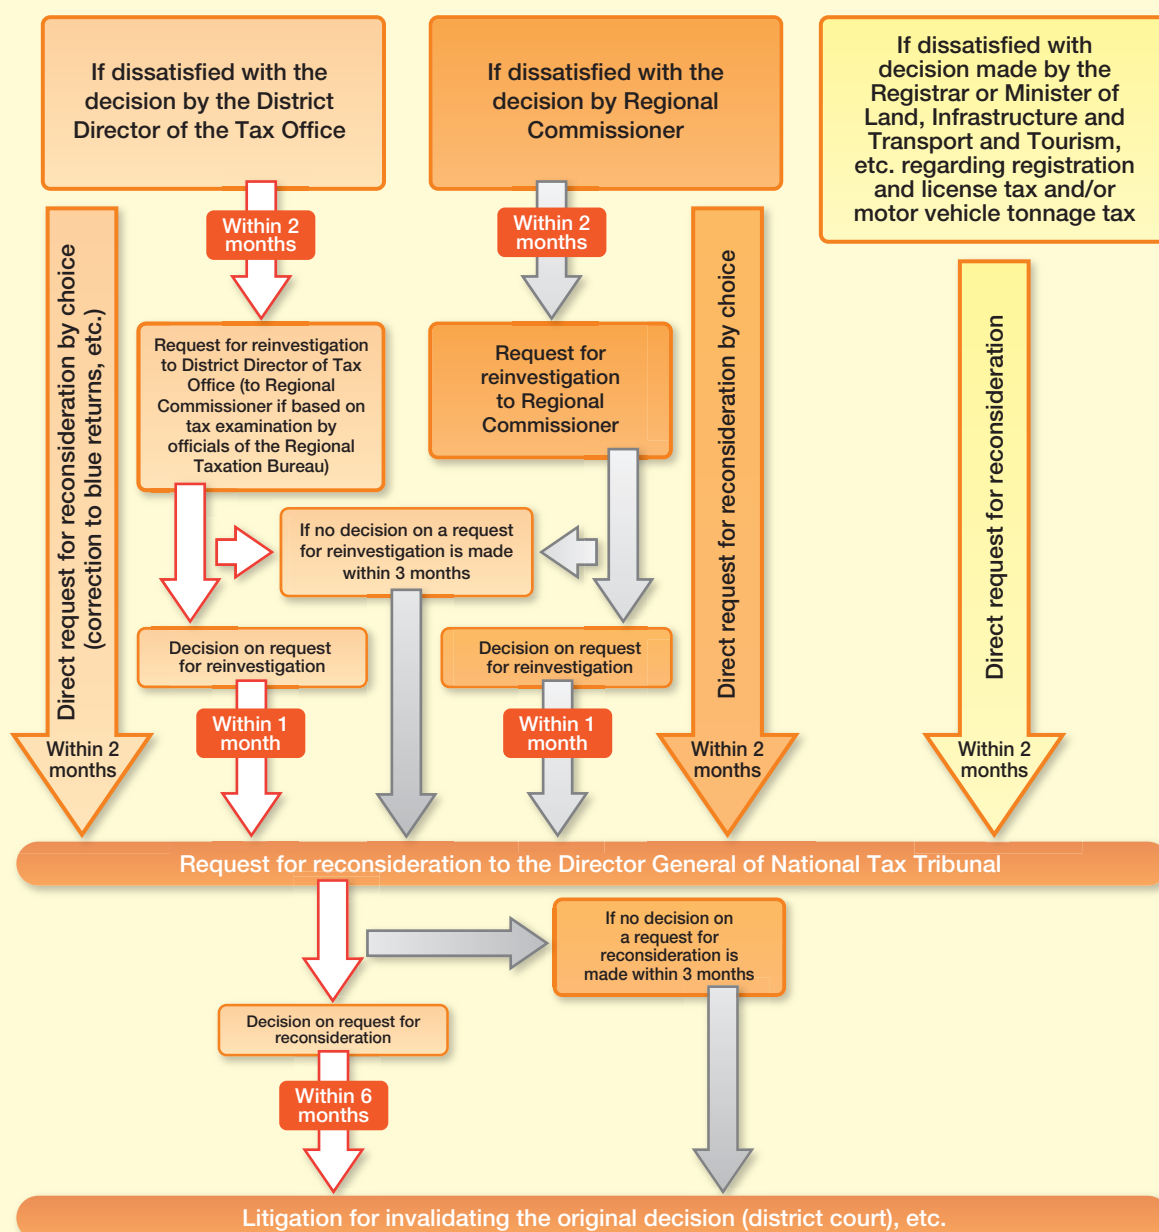 If dissatisfied with the
decision by the District
Director of the Tax Office
If dissatisfied with the
decision by Regional
Commissioner
If dissatisfied with
decision made by the
Registrar or Minister of
Land, Infrastructure and
Transport and Tourism,
etc. regarding registration
and license tax and/or
motor vehicle tonnage tax
Direct request for reconsideration by choice
(correction to blue returns, etc.)
Within 2
months
Within 2
months
Within 2
months
Request for reinvestigation
to District Director of Tax
Office (to Regional
Commissioner if based on
tax examination by
officials of the Regional
Taxation Bureau)
Request for
reinvestigation
to Regional
Commissioner
Direct request for reconsideration by choice
Within 2
months
Direct request for reconsideration
Within 2
months
If no decision on a request
for reinvestigation is made
within 3 months
Decision on request
for reinvestigation
Decision on request
for reinvestigation
Within 1
month
Within 1
month
Request for reconsideration to the Director General of National Tax Tribunal
If no decision on
a request for
reconsideration is
made within 3 months
Decision on request for
reconsideration
Within 6
months
Litigation for invalidating the original decision (district court), etc.